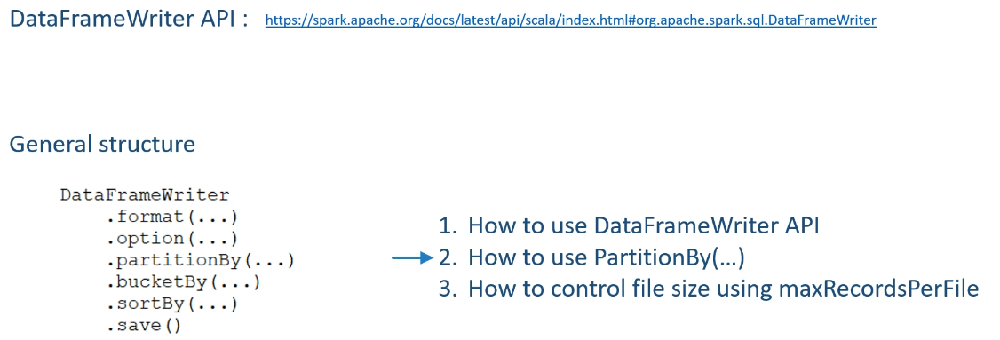 DataFrameWriter API : https://spark.apache.org/docs/latest/api/scala/index.html#org.apache.spark.sql.DataFrameWriter
General structure
DataFrameWriter
.format(...)
.option(...)
.partitionBy(...)
.bucketBy(...)
.sortBy(...)
.save()
1. How to use DataFrameWriter API
2. How to use PartitionBy(...)
3. How to control file size using maxRecordsPerFile